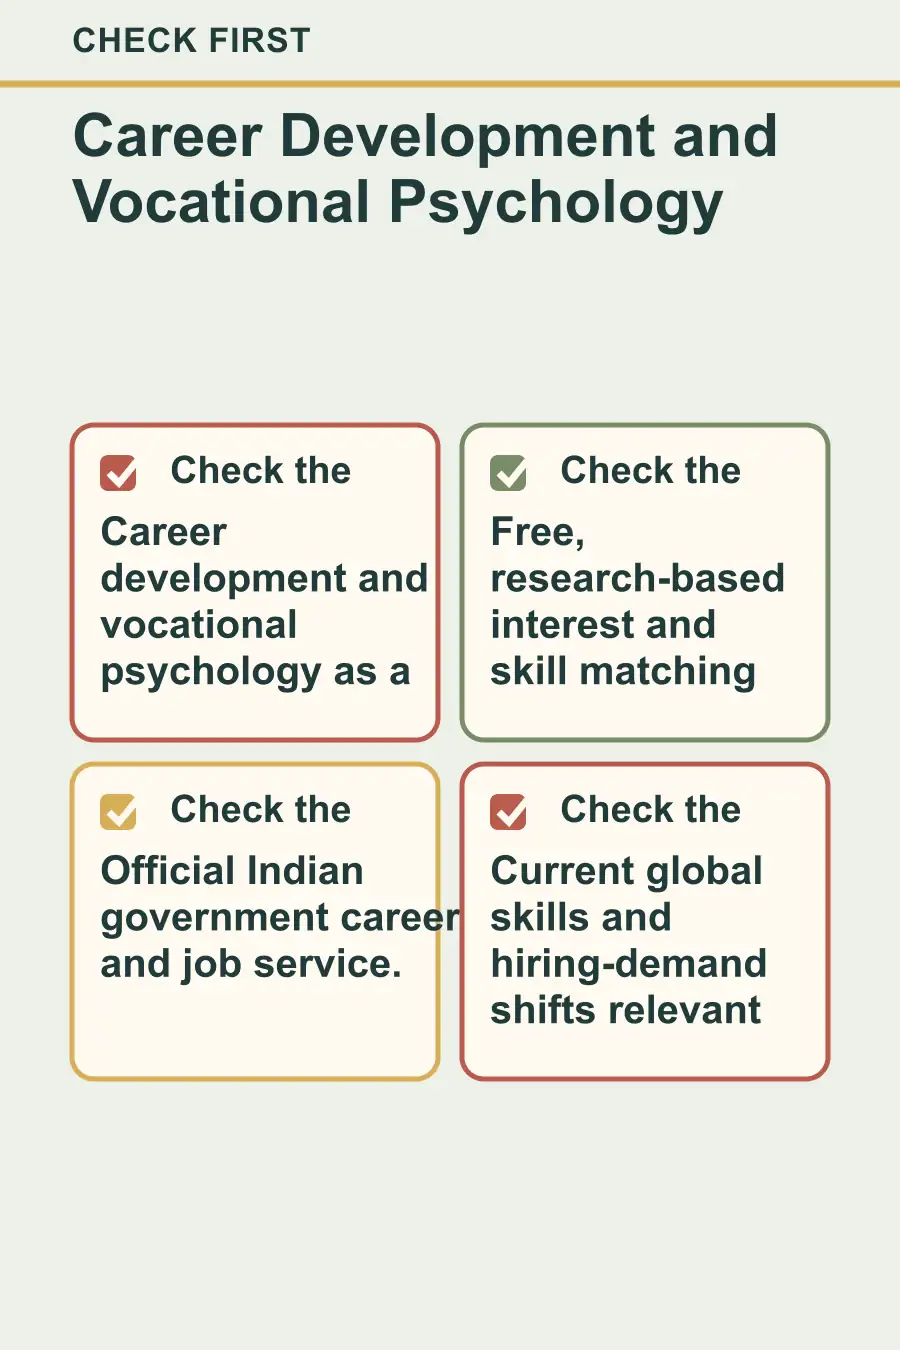 CHECK FIRST
Career Development and
Vocational Psychology
Check the
Career
development and
vocational
psychology as a
Check the
Free,
research-based
interest and
skill matching
Check the
Official Indian
government career
and job service.
Check the
Current global
skills and
hiring-demand
shifts relevant